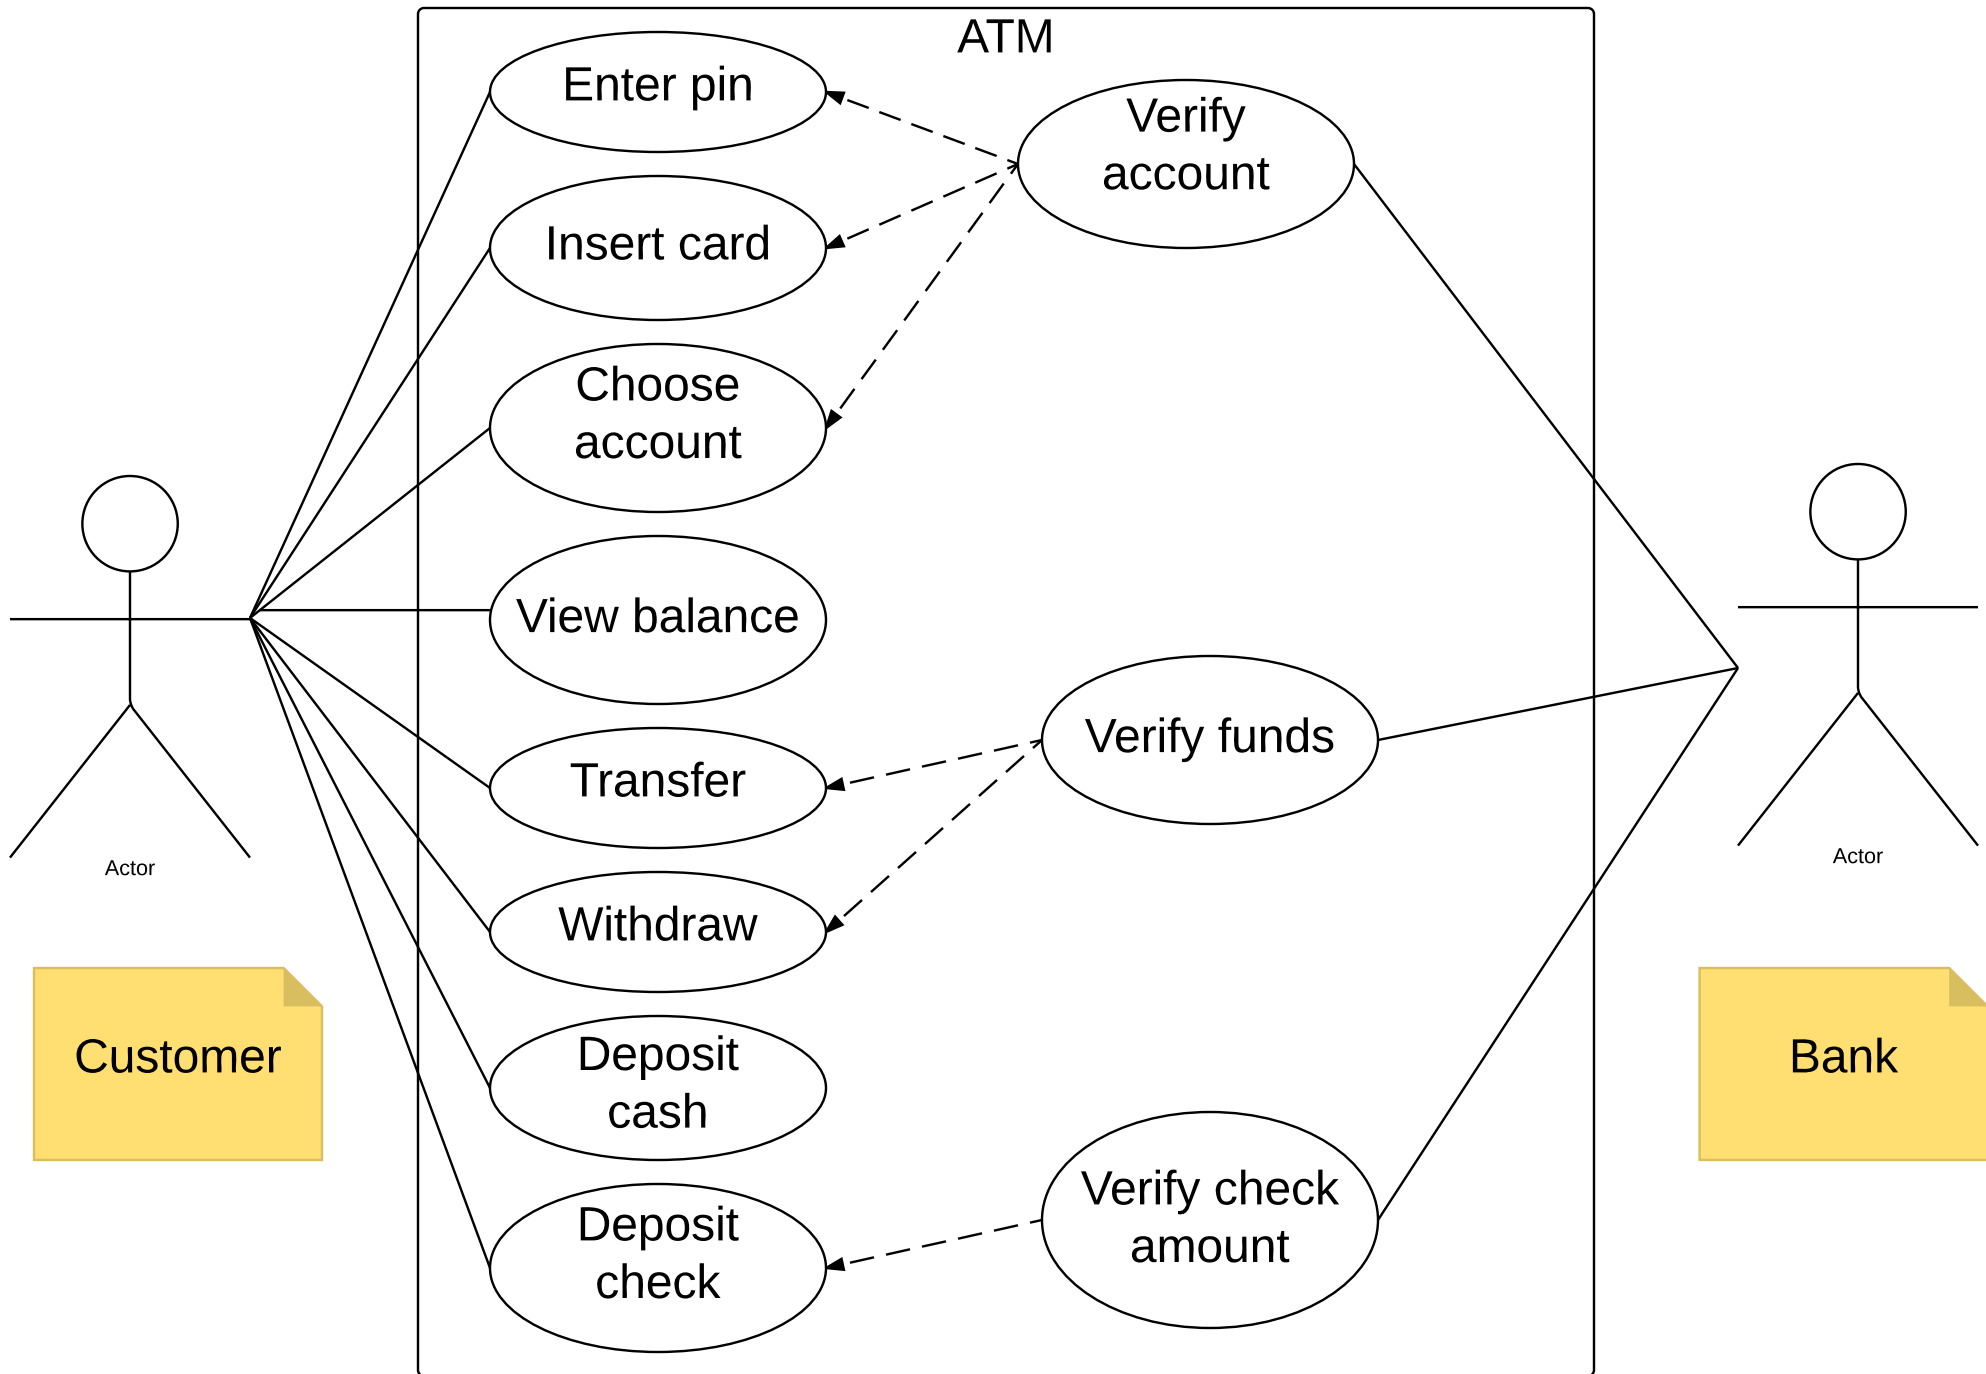 ATM
Enter pin
Verify
account
Insert card
Choose
account
View balance
Verify funds
Transfer
Withdraw
Actor
Actor
Customer
Deposit
cash
Bank
Verify check
amount
Deposit
check